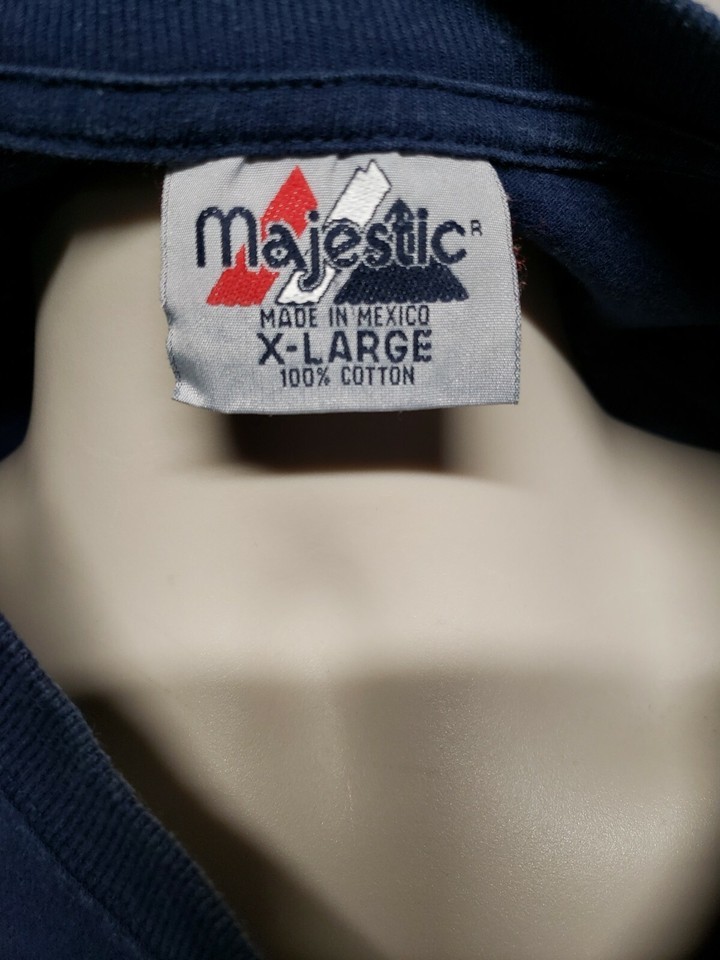 Majestic®
MADE IN MEXICO
X-LARGE
100% COTTON